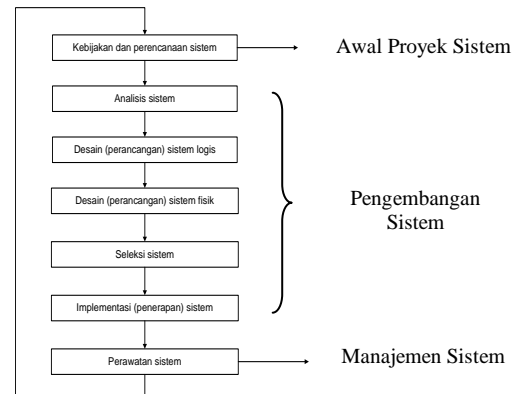 Kebijakan dan perencanaan sistem
Awal Proyek Sistem
Analisis sistem
Desain (perancangan) sistem logis
Desain (perancangan) sistem fisik
Pengembangan
Sistem
Seleksi sistem
Implementasi (penerapan) sistem
Perawatan sistem
Manajemen Sistem